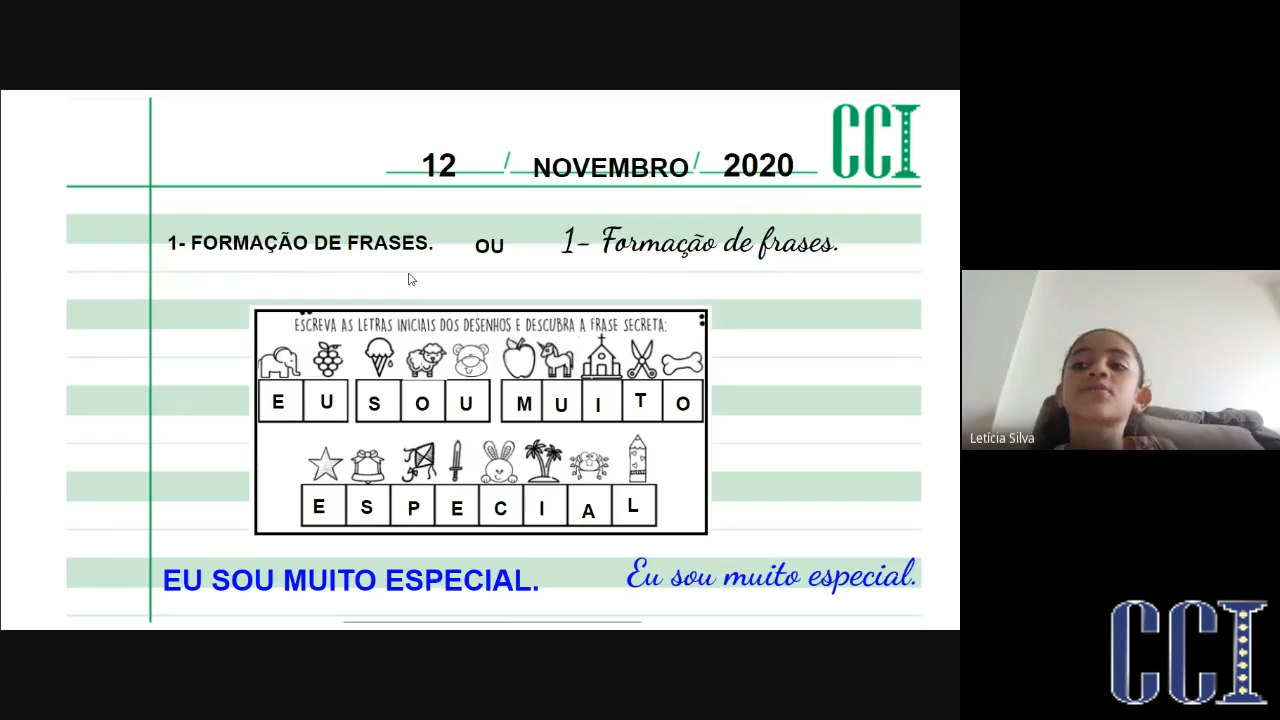 CCI
12 / NOVEMBRO / 2020
1- FORMAÇÃO DE FRASES. OU 1- Formação de frases.
ESCREVA AS LETRAS INICIAIS DOS DESENHOS E DESCUBRA A FRASE SECRETA:
E U S O U M U I T O
E S P E C I A L
EU SOU MUITO ESPECIAL. Eu sou muito especial.
Letícia Silva
CCI